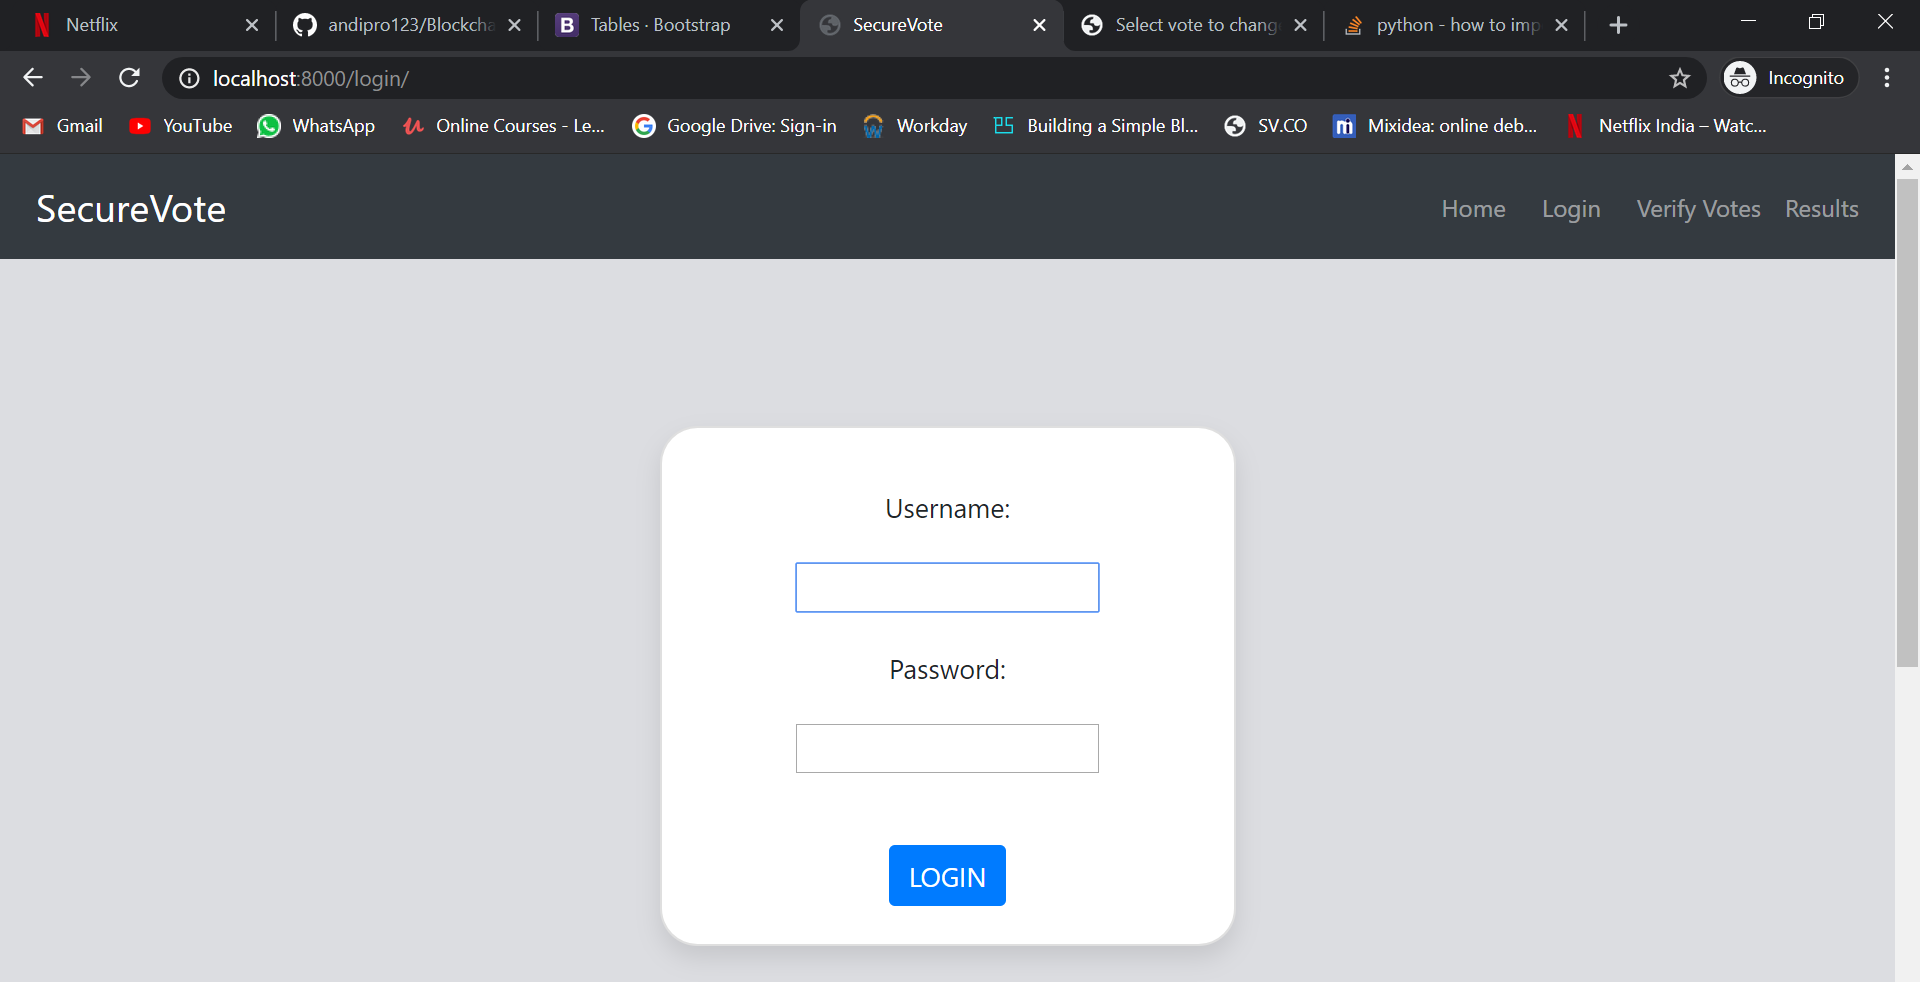 Netflix
andipro123/Blockcha
Tables · Bootstrap
SecureVote
Select vote to chang
python - how to imp
localhost:8000/login/
Incognito
Gmail
YouTube
WhatsApp
Online Courses - Le...
Google Drive: Sign-in
Workday
Building a Simple Bl...
SV.CO
Mixidea: online deb...
Netflix India – Watc...
SecureVote
Home
Login
Verify Votes
Results
Username:
Password:
LOGIN